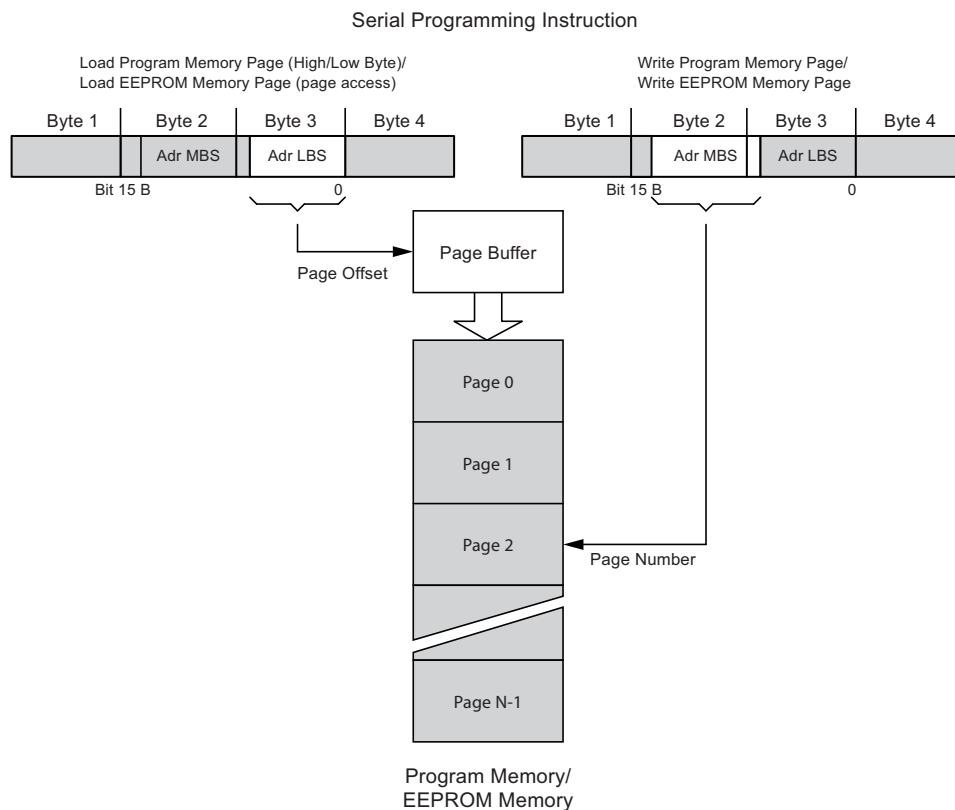 Serial Programming Instruction
Load Program Memory Page (High/Low Byte)/
Load EEPROM Memory Page (page access)
Write Program Memory Page/
Write EEPROM Memory Page
Byte 1 Byte 2 Byte 3 Byte 4
Byte 1 Byte 2 Byte 3 Byte 4
Adr MBS Adr LBS
Adr MBS Adr LBS
Bit 15 B 0
Bit 15 B 0
Page Buffer
Page Offset
Page 0
Page 1
Page 2
Page Number
Page N-1
Program Memory/
EEPROM Memory